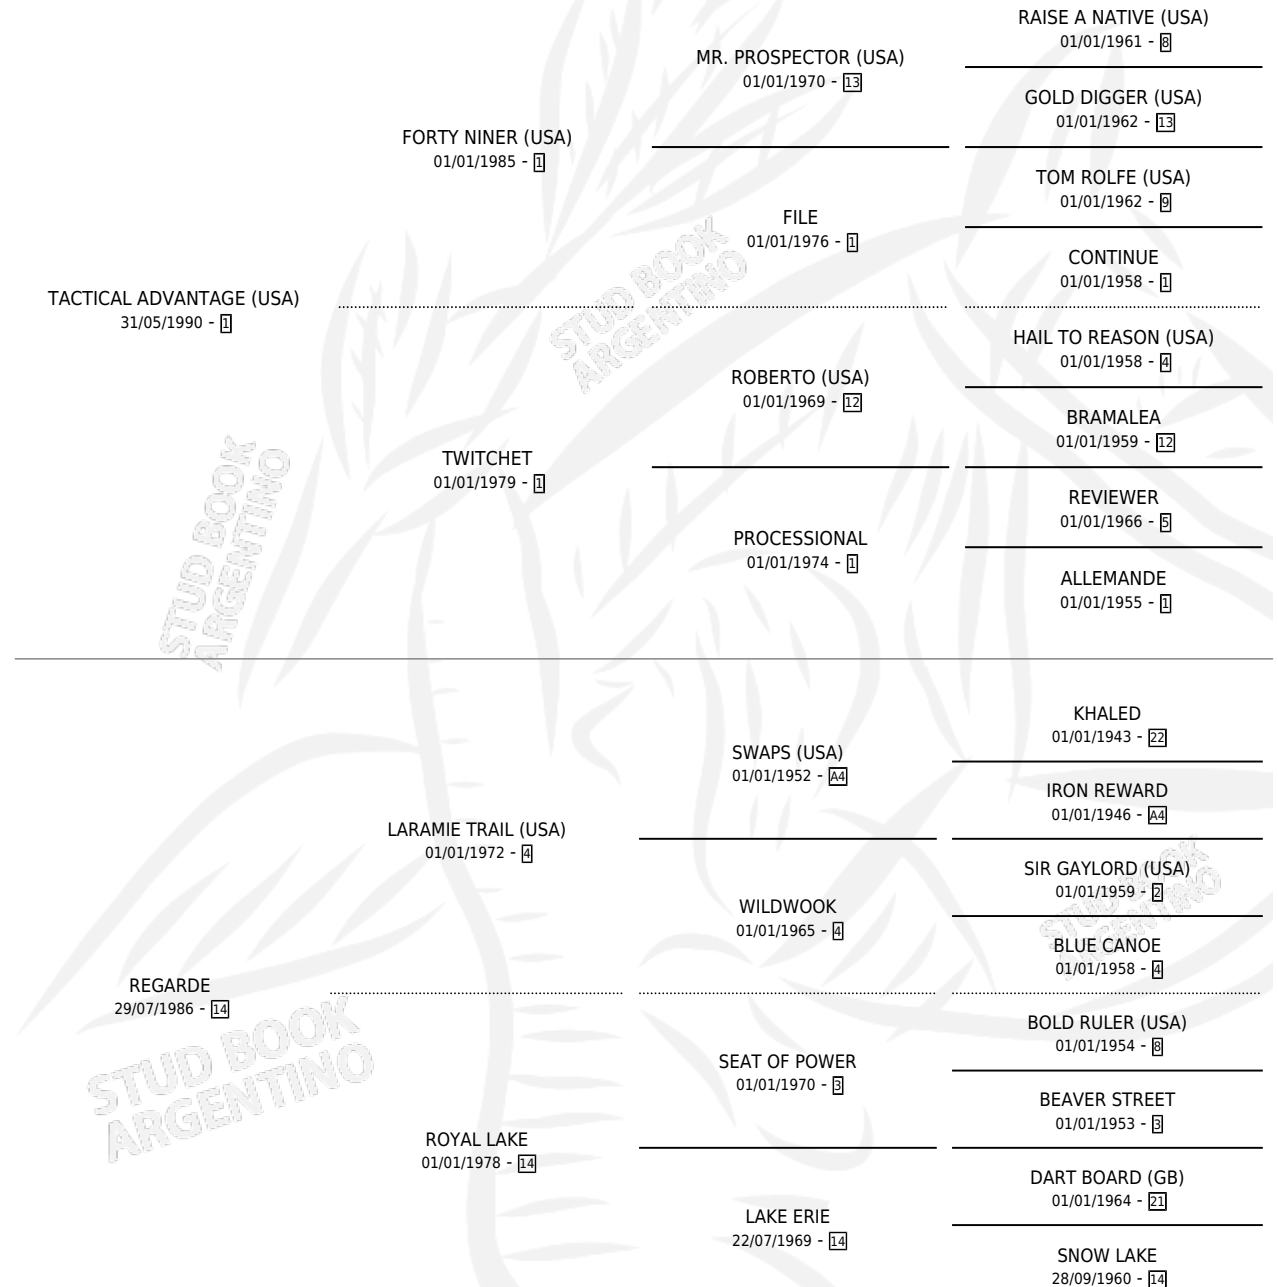 RAISE A NATIVE (USA)
01/01/1961 - 8
MR. PROSPECTOR (USA)
01/01/1970 - 13
GOLD DIGGER (USA)
01/01/1962 - 13
FORTY NINER (USA)
01/01/1985 - 1
TOM ROLFE (USA)
01/01/1962 - 9
FILE
01/01/1976 - 1
CONTINUE
01/01/1958 - 1
TACTICAL ADVANTAGE (USA)
31/05/1990 - 1
HAIL TO REASON (USA)
01/01/1958 - 4
ROBERTO (USA)
01/01/1969 - 12
BRAMALEA
01/01/1959 - 12
TWITCHET
01/01/1979 - 1
REVIEWER
01/01/1966 - 5
PROCESSIONAL
01/01/1974 - 1
ALLEMANDE
01/01/1955 - 1
KHALED
01/01/1943 - 22
SWAPS (USA)
01/01/1952 - A4
IRON REWARD
01/01/1946 - A4
LARAMIE TRAIL (USA)
01/01/1972 - 4
SIR GAYLORD (USA)
01/01/1959 - 2
WILDWOOK
01/01/1965 - 4
BLUE CANOE
01/01/1958 - 4
REGARDE
29/07/1986 - 14
BOLD RULER (USA)
01/01/1954 - 8
SEAT OF POWER
01/01/1970 - 3
BEAVER STREET
01/01/1953 - 3
ROYAL LAKE
01/01/1978 - 14
DART BOARD (GB)
01/01/1964 - 21
LAKE ERIE
22/07/1969 - 14
SNOW LAKE
28/09/1960 - 14
STUD BOOK
ARGENTINO
STUD BOOK
ARGENTINO
STUD BOOK
ARGENTINO
STUD BOOK
ARGENTINO